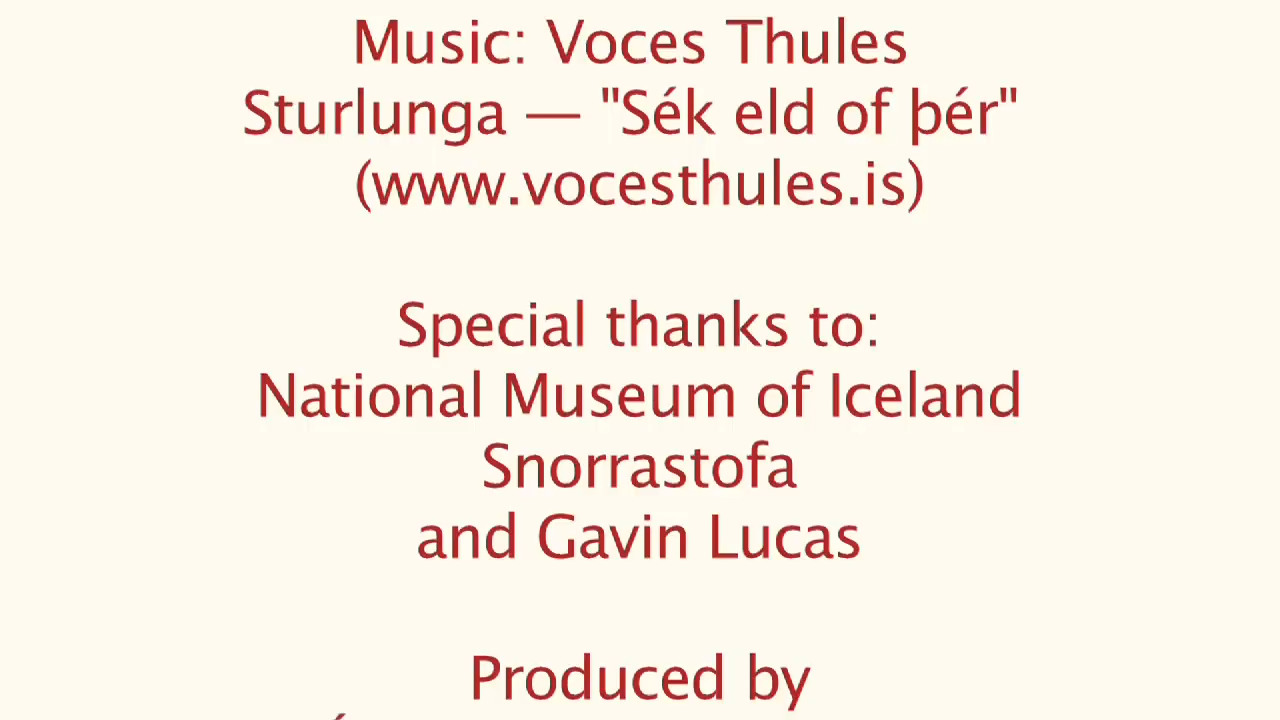 Music: Voces Thules
Sturlunga — "Sék eld of þér"
(www.vocesthules.is)
Special thanks to:
National Museum of Iceland
Snorrastofa
and Gavin Lucas
Produced by